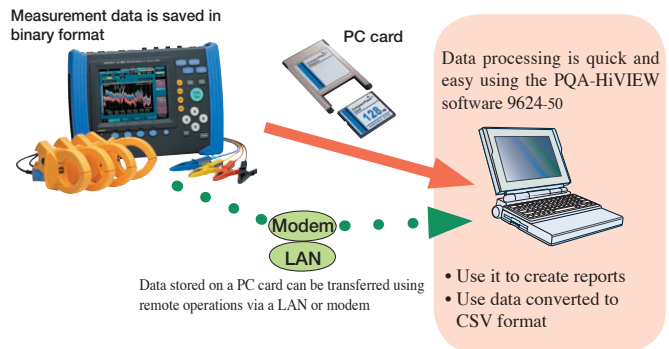 Measurement data is saved in
binary format
PC card
128MB
Data processing is quick and
easy using the PQA-HiVIEW
software 9624-50
Modem
LAN
Data stored on a PC card can be transferred using
remote operations via a LAN or modem
• Use it to create reports
• Use data converted to
CSV format